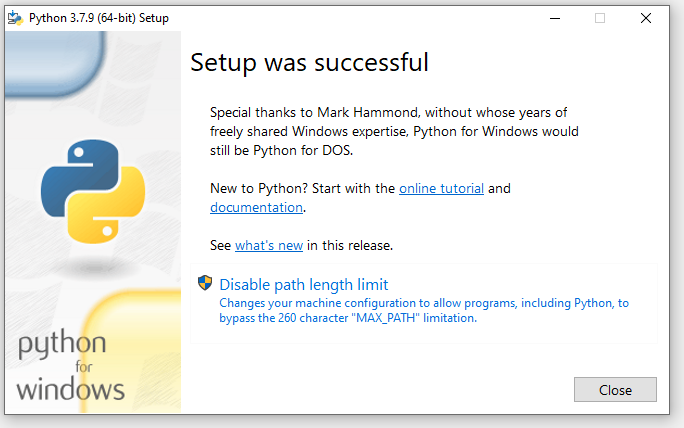 Python 3.7.9 (64-bit) Setup
Setup was successful
Special thanks to Mark Hammond, without whose years of
freely shared Windows expertise, Python for Windows would
still be Python for DOS.
New to Python? Start with the online tutorial and
documentation.
See what's new in this release.
Disable path length limit
Changes your machine configuration to allow programs, including Python, to
bypass the 260 character "MAX_PATH" limitation.
python
for
windows
Close